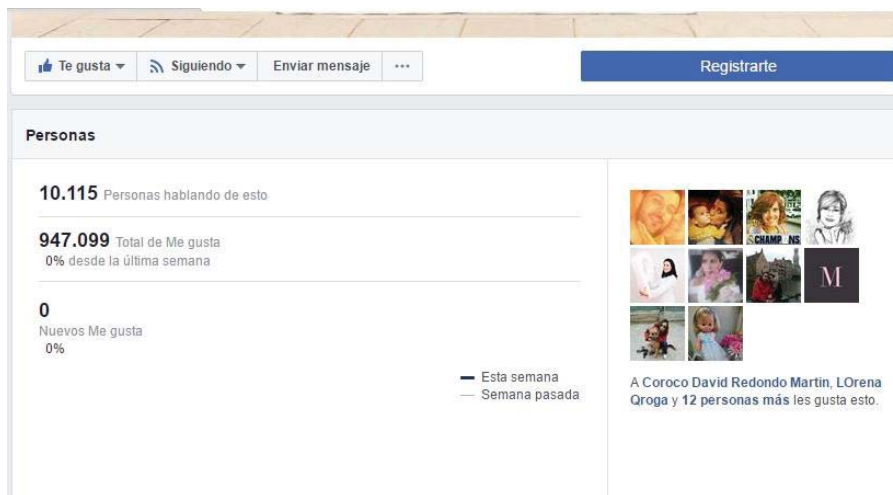 Te gusta Siguiendo Enviar mensaje ... Registrarte
Personas
10.115 Personas hablando de esto
947.099 Total de Me gusta
0% desde la última semana
0
Nuevos Me gusta
0%
Esta semana
Semana pasada
CHAMPIONS
M
A Coroco David Redondo Martin, LOrena
Qroga y 12 personas más les gusta esto.